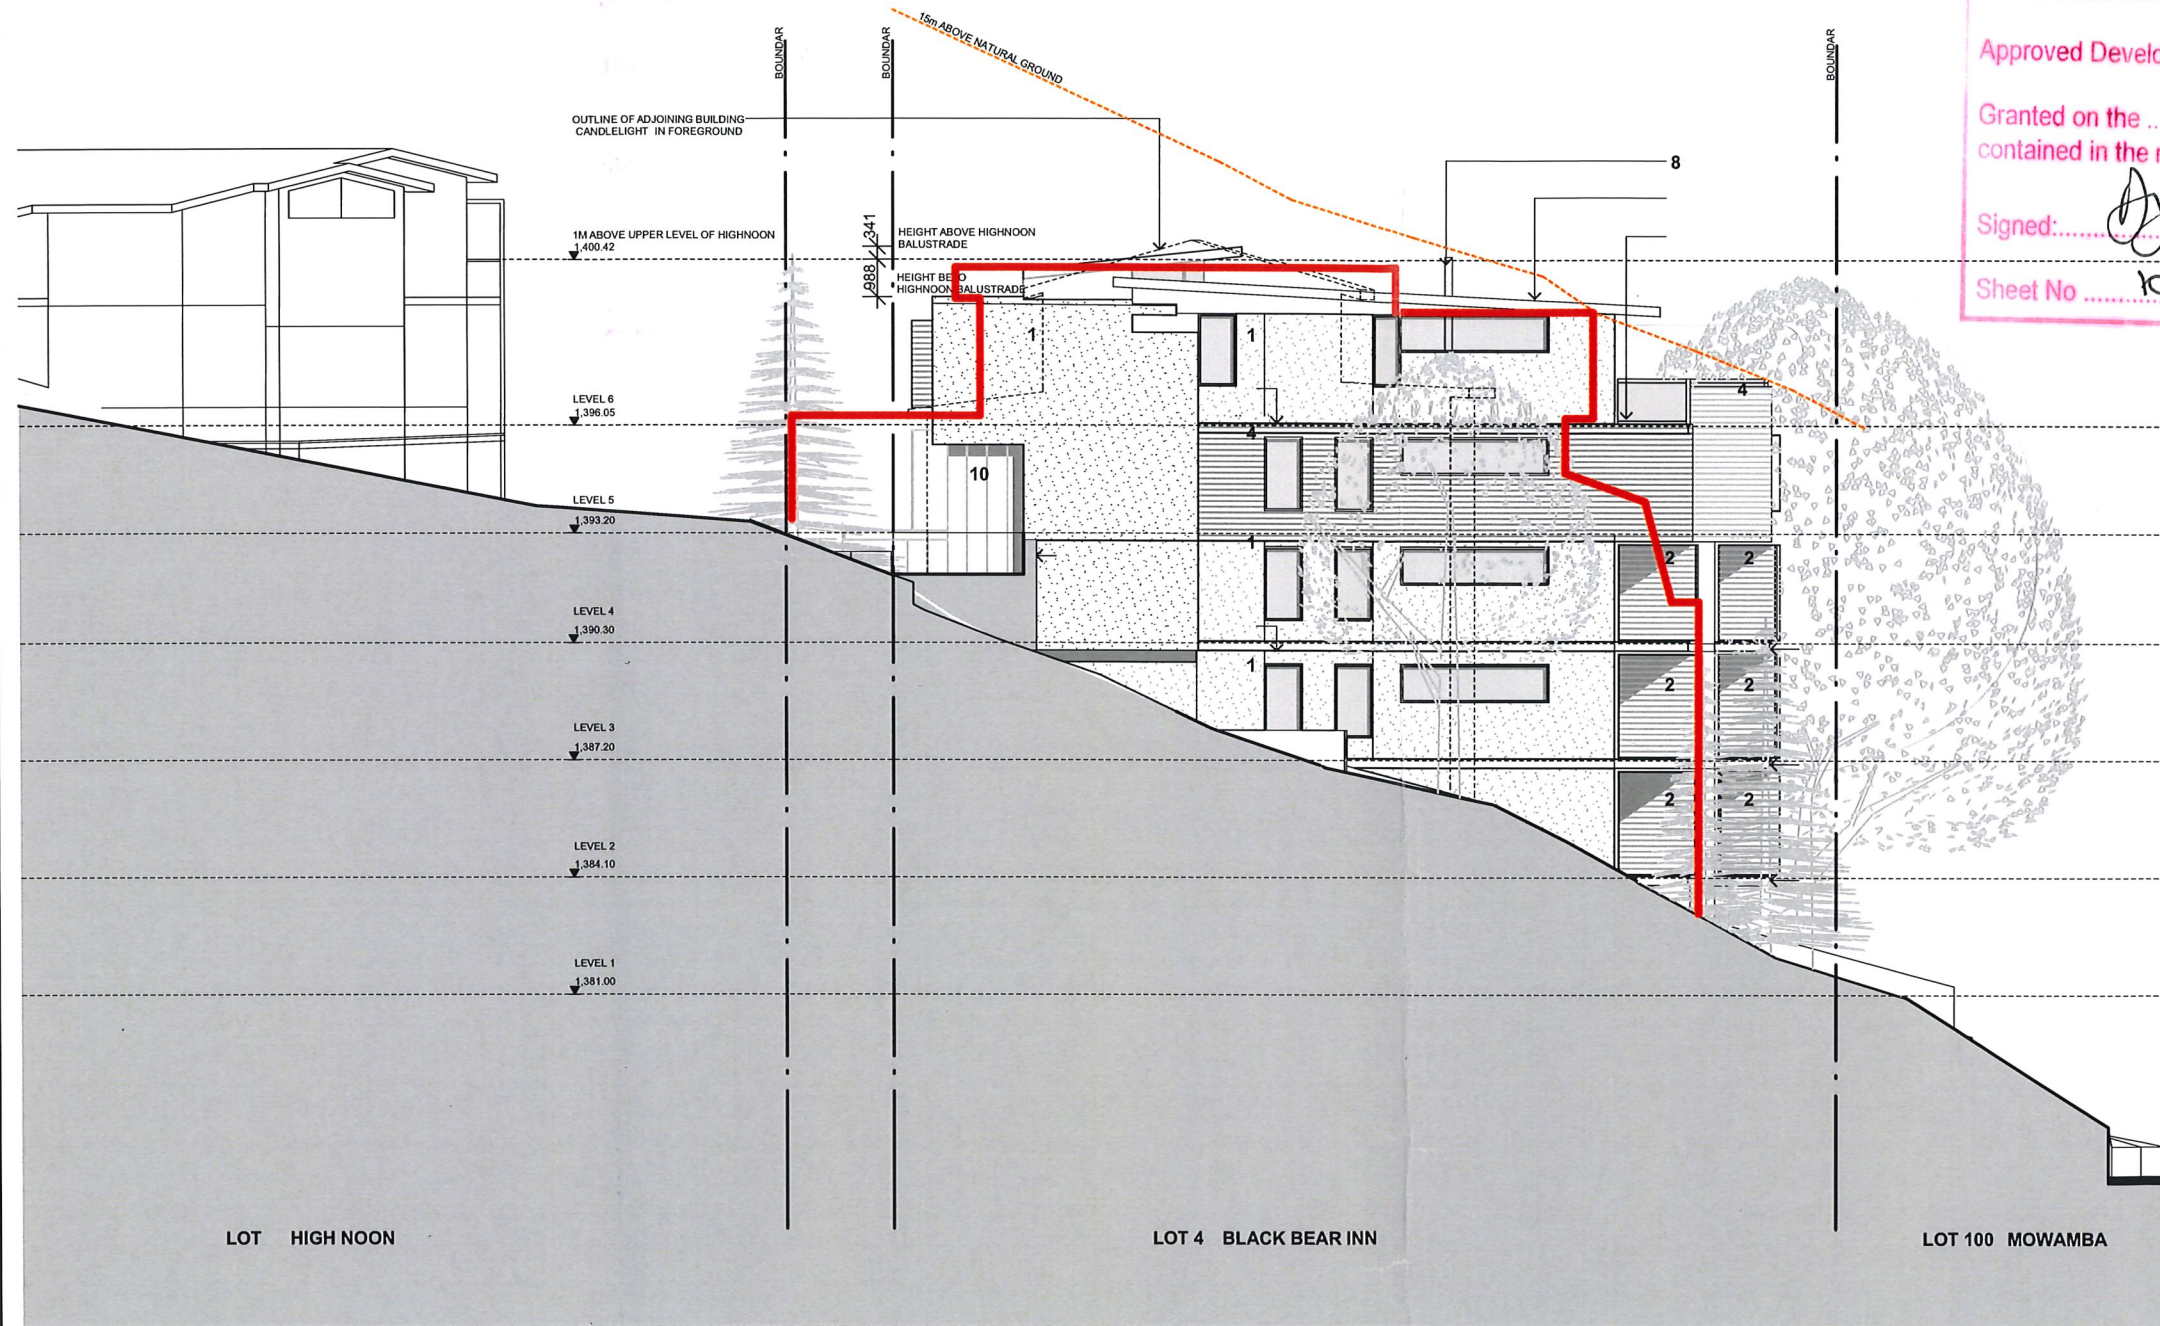 BOUNDAR
BOUNDAR
BOUNDAR
15m ABOVE NATURAL GROUND
Approved Develo
Granted on the ..
contained in the
Signed:
Sheet No
OUTLINE OF ADJOINING BUILDING
CANDLELIGHT IN FOREGROUND
8
1M ABOVE UPPER LEVEL OF HIGHNOON
1,400.42
341
HEIGHT ABOVE HIGHNOON
BALUSTRADE
988
HEIGHT BELO
HIGHNOON BALUSTRADE
1
1
4
LEVEL 6
1,396.05
4
10
LEVEL 5
1,393.20
1
2
2
LEVEL 4
1,390.30
1
2
2
LEVEL 3
1,387.20
2
2
LEVEL 2
1,384.10
LEVEL 1
1,381.00
LOT HIGH NOON
LOT 4 BLACK BEAR INN
LOT 100 MOWAMBA